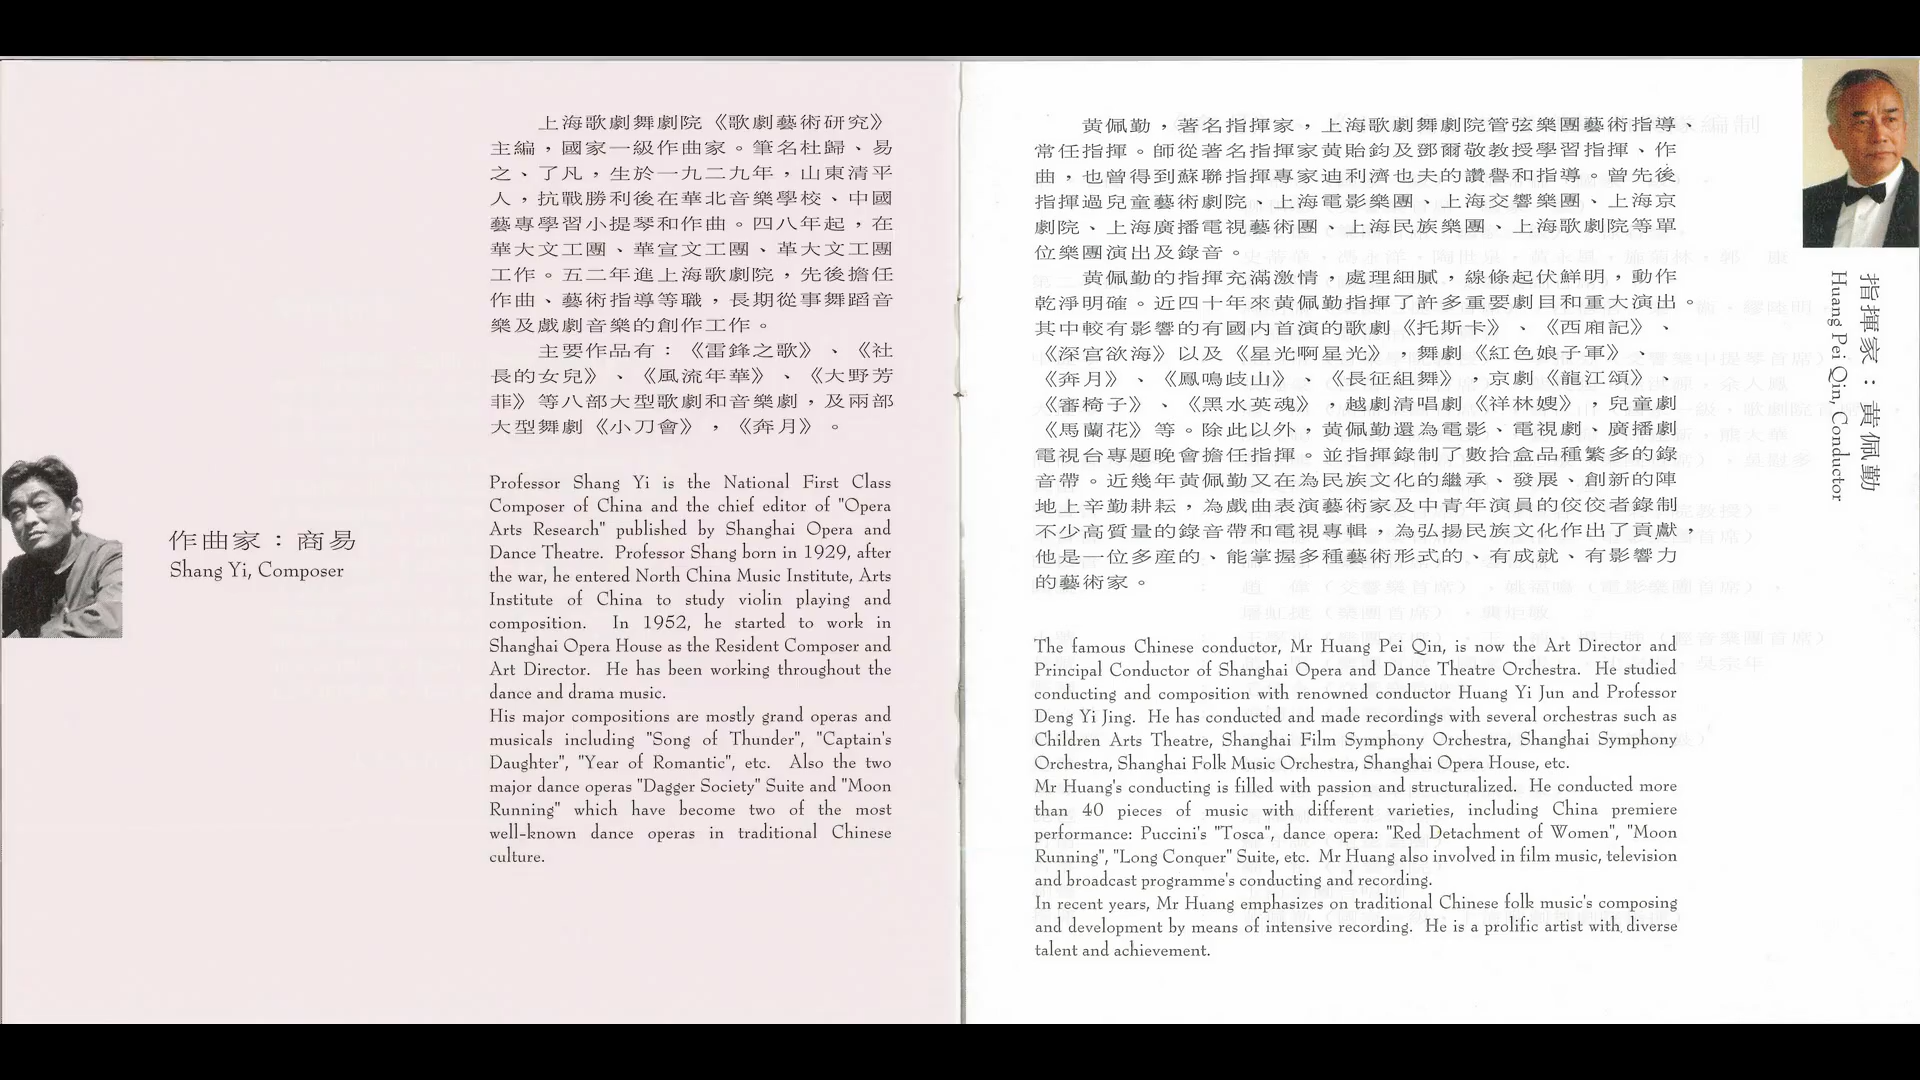 上海歌劇舞劇院《歌劇藝術研究》
主編，國家一級作曲家。筆名杜歸、易
之、了凡，生於一九二九年，山東清平
人，抗戰勝利後在華北音樂學校、中國
藝專學習小提琴和作曲。四八年起，在
華大文工團、華宣文工團、革大文工團
工作。五二年進上海歌劇院，先後擔任
作曲、藝術指導等職，長期從事舞蹈音
樂及戲劇音樂的創作工作。
主要作品有：《雷鋒之歌》、《社
長的女兒》、《風流年華》、《大野芳
菲》等八部大型歌劇和音樂劇，及兩部
大型舞劇《小刀會》，《奔月》。
作曲家：商易
Shang Yi, Composer
Professor Shang Yi is the National First Class
Composer of China and the chief editor of "Opera
Arts Research" published by Shanghai Opera and
Dance Theatre. Professor Shang born in 1929, after
the war, he entered North China Music Institute, Arts
Institute of China to study violin playing and
composition. In 1952, he started to work in
Shanghai Opera House as the Resident Composer and
Art Director. He has been working throughout the
dance and drama music.
His major compositions are mostly grand operas and
musicals including "Song of Thunder", "Captain's
Daughter", "Year of Romantic", etc. Also the two
major dance operas "Dagger Society" Suite and "Moon
Running" which have become two of the most
well-known dance operas in traditional Chinese
culture.
黃佩勤，著名指揮家，上海歌劇舞劇院管弦樂團藝術指導、
常任指揮。師從著名指揮家黃貽鈞及鄧爾敬教授學習指揮、作
曲，也曾得到蘇聯指揮專家迪利濟也夫的讚譽和指導。曾先後
指揮過兒童藝術劇院、上海電影樂團、上海交響樂團、上海京
劇院、上海廣播電視藝術團、上海民族樂團、上海歌劇院等單
位樂團演出及錄音。
黃佩勤的指揮充滿激情，處理細膩，線條起伏鮮明，動作
乾淨明確。近四十年來黃佩勤指揮了許多重要劇目和重大演出。
其中較有影響的有國內首演的歌劇《托斯卡》、《西廂記》、
《深宮欲海》以及《星光啊星光》，舞劇《紅色娘子軍》、
《奔月》、《鳳鳴歧山》、《長征組舞》，京劇《龍江頌》、
《審椅子》、《黑水英魂》，越劇清唱劇《祥林嫂》，兒童劇
《馬蘭花》等。除此以外，黃佩勤還為電影、電視劇、廣播劇
電視台專題晚會擔任指揮。並指揮錄制了數拾盒品種繁多的錄
音帶。近幾年黃佩勤又在為民族文化的繼承、發展、創新的陣
地上辛勤耕耘，為戲曲表演藝術家及中青年演員的佼佼者錄制
不少高質量的錄音帶和電視專輯，為弘揚民族文化作出了貢獻，
他是一位多産的、能掌握多種藝術形式的、有成就、有影響力
的藝術家。
The famous Chinese conductor, Mr Huang Pei Qin, is now the Art Director and
Principal Conductor of Shanghai Opera and Dance Theatre Orchestra. He studied
conducting and composition with renowned conductor Huang Yi Jun and Professor
Deng Yi Jing. He has conducted and made recordings with several orchestras such as
Children Arts Theatre, Shanghai Film Symphony Orchestra, Shanghai Symphony
Orchestra, Shanghai Folk Music Orchestra, Shanghai Opera House, etc.
Mr Huang's conducting is filled with passion and structuralized. He conducted more
than 40 pieces of music with different varieties, including China premiere
performance: Puccini's "Tosca", dance opera: "Red Detachment of Women", "Moon
Running", "Long Conquer" Suite, etc. Mr Huang also involved in film music, television
and broadcast programme's conducting and recording.
In recent years, Mr Huang emphasizes on traditional Chinese folk music's composing
and development by means of intensive recording. He is a prolific artist with diverse
talent and achievement.
指揮家：黃佩勤
Huang Pei Qin, Conductor